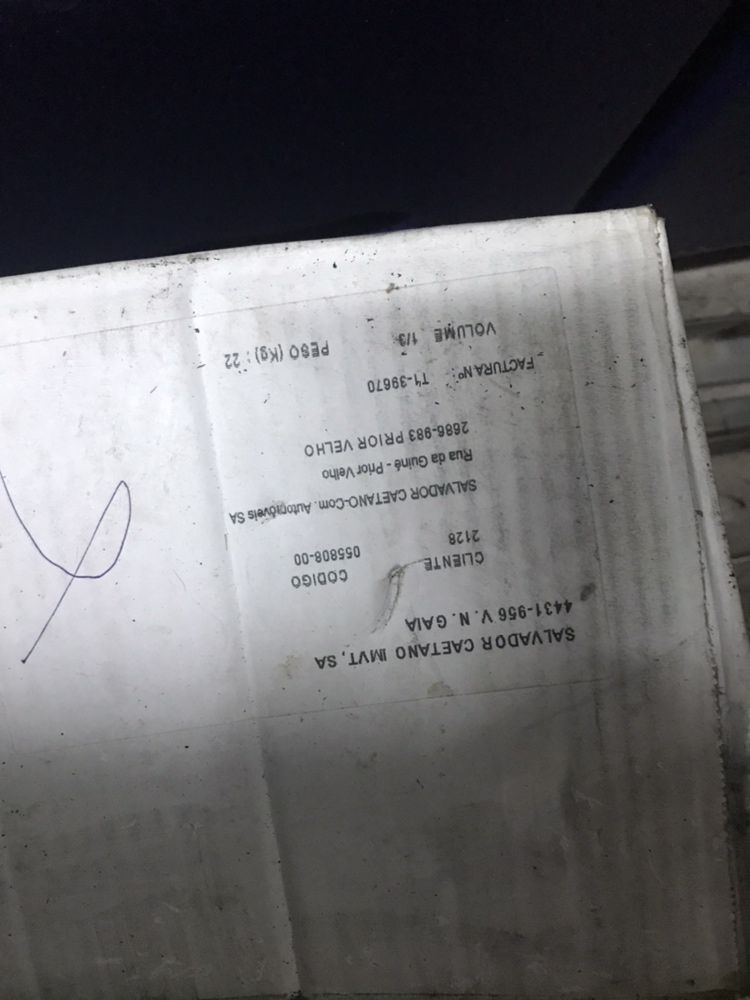 SALVADOR CAETANO IMVT, SA
4431-956 V. N. GAIA
CLIENTE CODIGO
2128 055808-00
SALVADOR CAETANO-Com. Automóveis SA
Rua da Guiné - Prior Velho
2686-983 PRIOR VELHO
FACTURA Nº: T1-39670
VOLUME 1/3 PESO (Kg) : 22